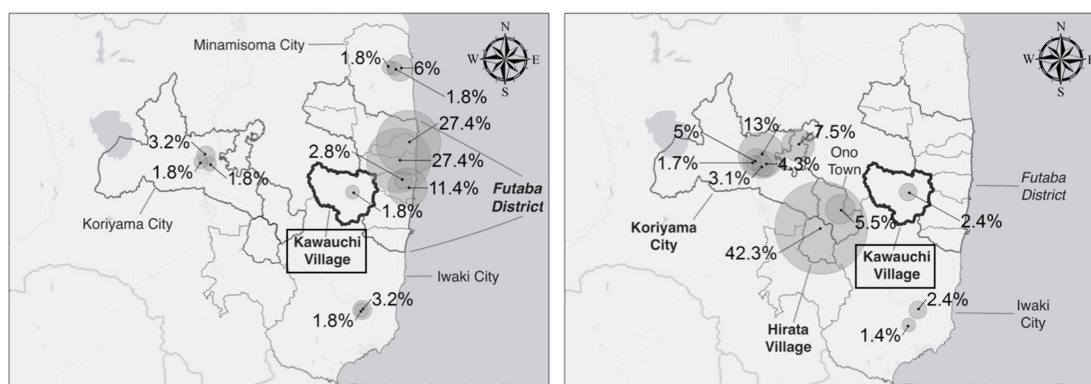 Minamisoma City
N
W
E
S
1.8%
6%
1.8%
27.4%
3.2%
2.8%
27.4%
1.8%
1.8%
11.4%
1.8%
Futaba
District
Koriyama City
Kawauchi
Village
Iwaki City
3.2%
1.8%
N
W
E
S
13%
7.5%
5%
Ono
Town
1.7%
4.3%
3.1%
Futaba
District
Koriyama
City
5.5%
2.4%
42.3%
Kawauchi
Village
Hirata
Village
2.4%
Iwaki
City
1.4%